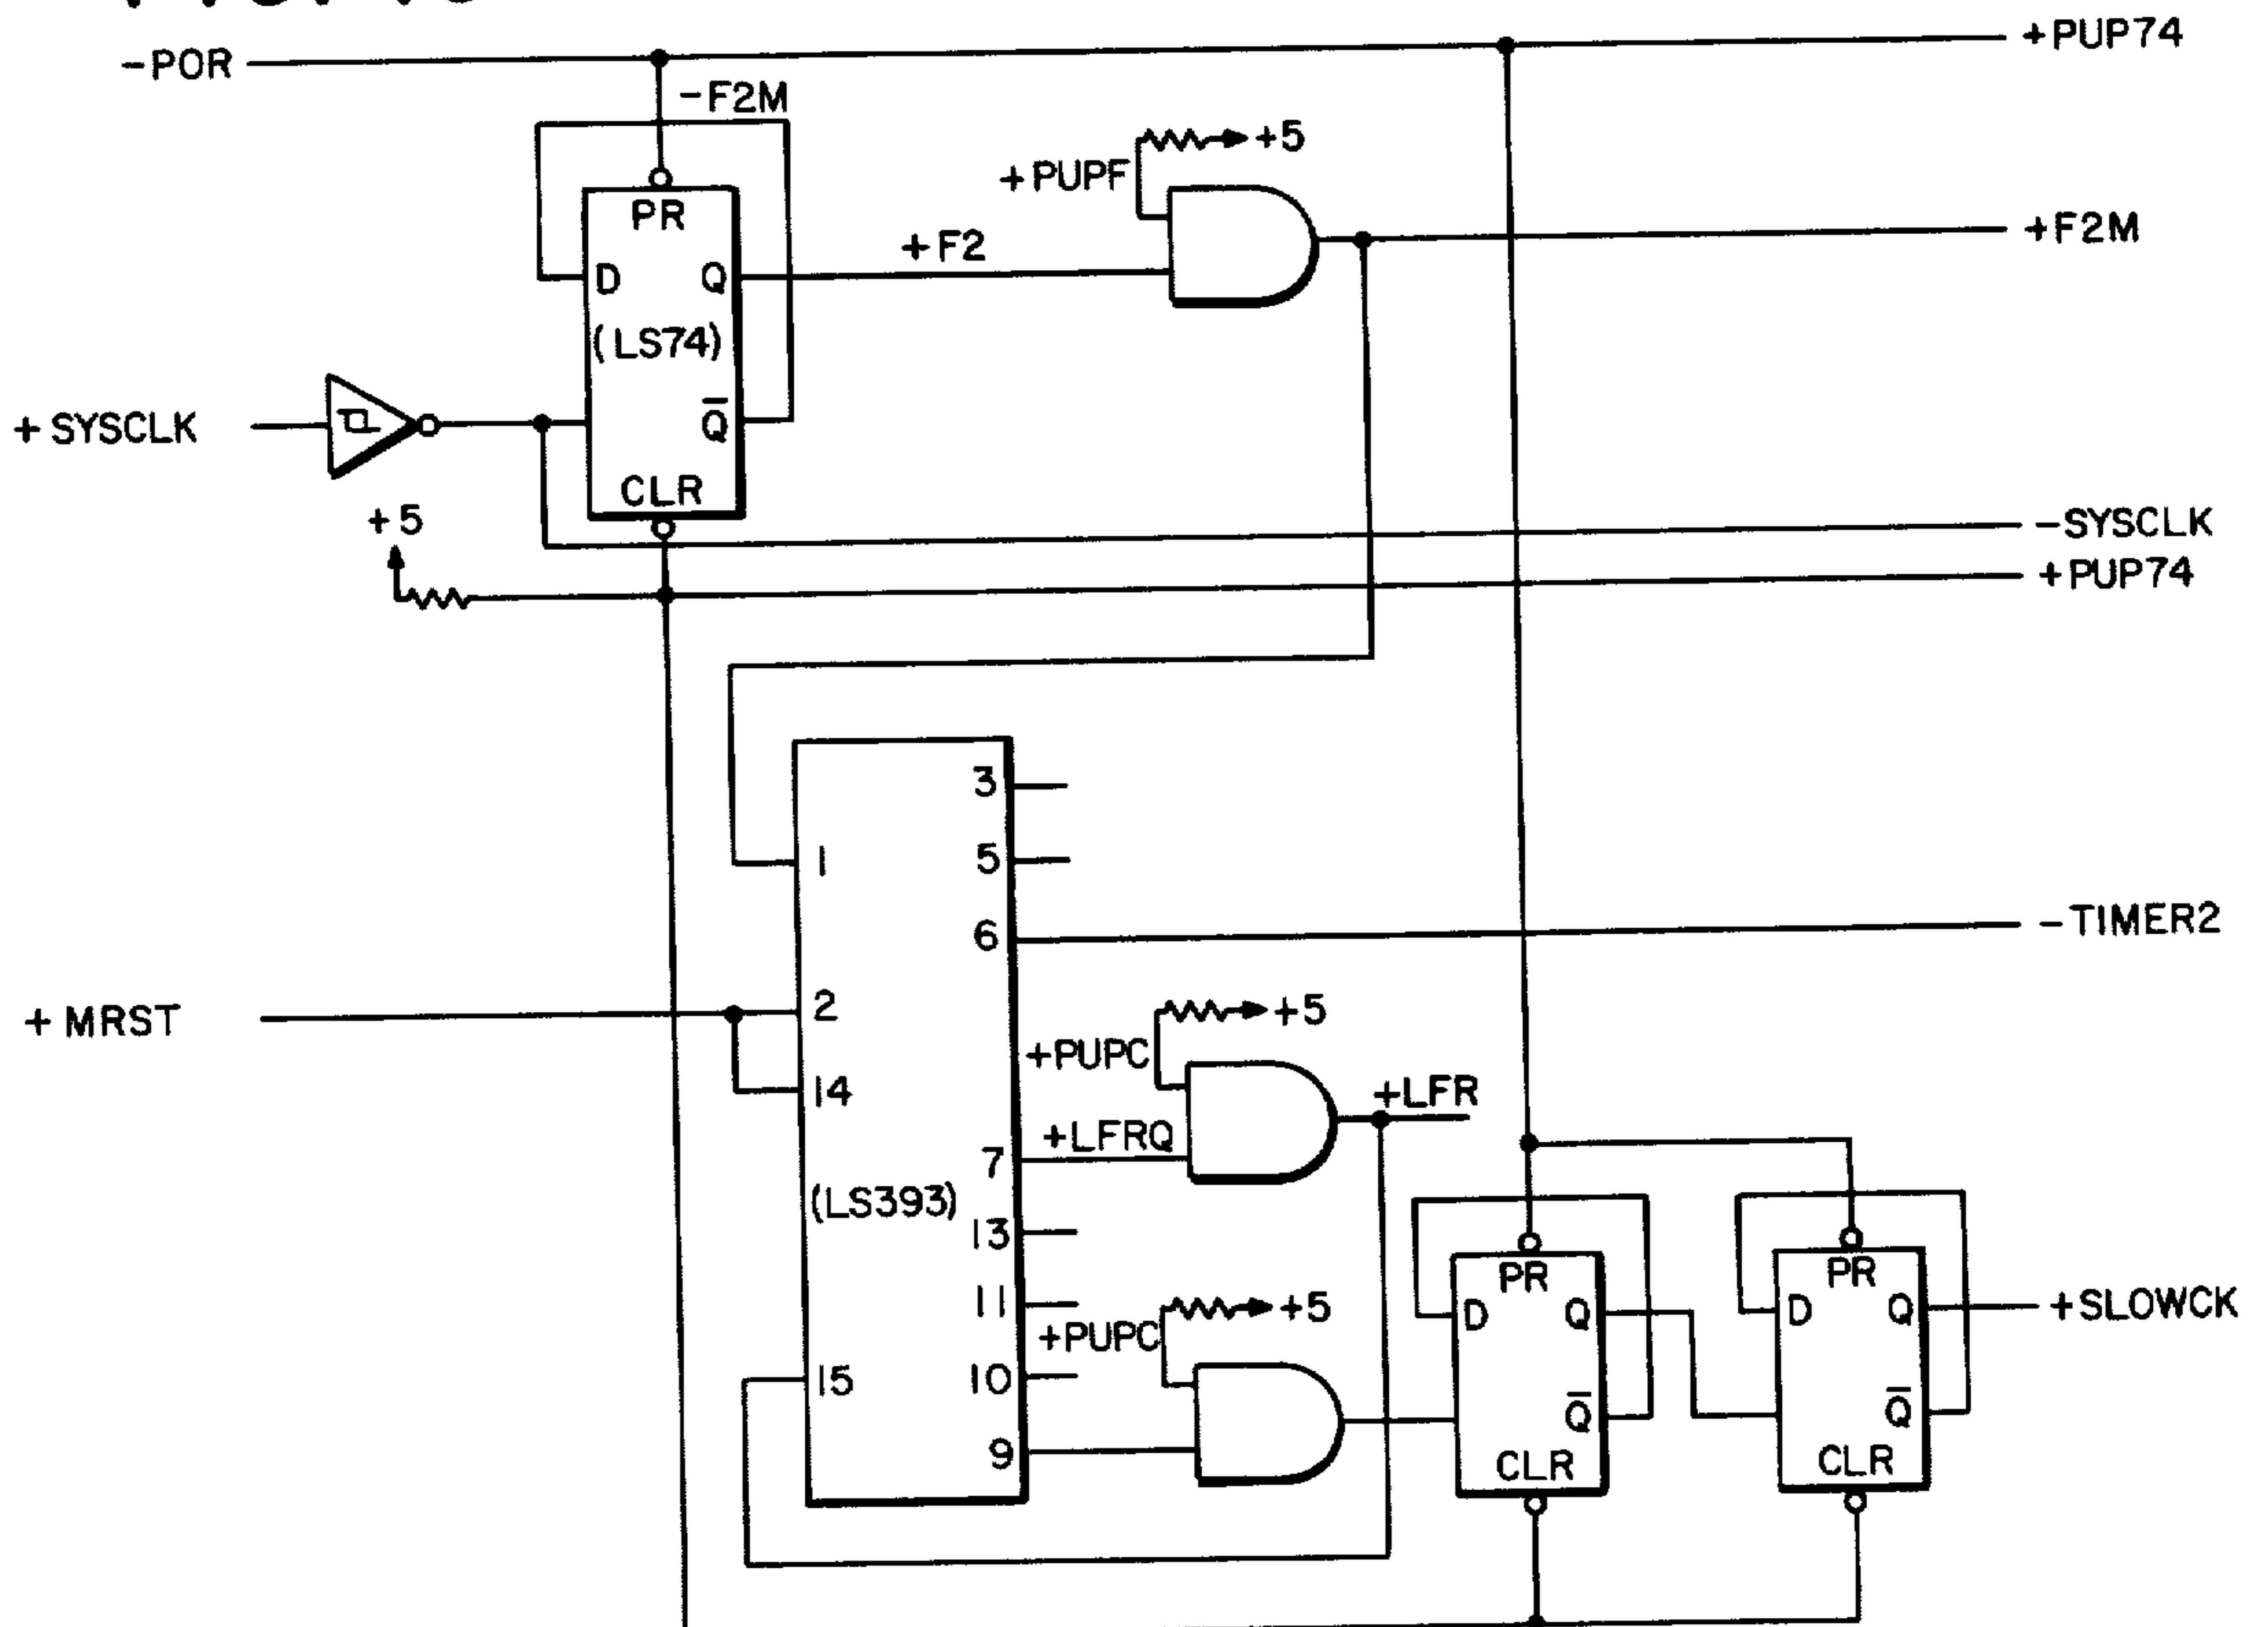 -POR
+PUP74
-F2M
+5
+PUPF
PR
+F2
+F2M
D Q
(LS74)
+SYSCLK
Q̅
CLR
+5
-SYSCLK
+PUP74
3
1
5
6
-TIMER2
+MRST
2
+5
+PUPC
14
+LFR
+LFRQ
7
(LS393)
13
PR
PR
11
+5
D Q
D Q
+SLOWCK
+PUPC
15
10
Q̅
Q̅
9
CLR
CLR